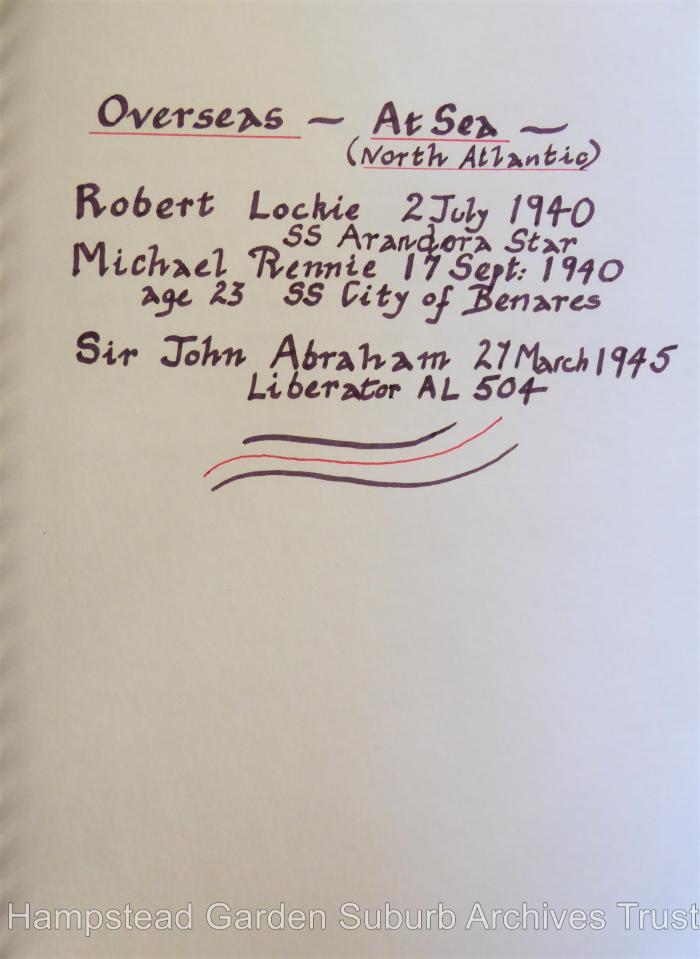 Overseas ~ At Sea ~
(North Atlantic)
Robert Lockie 2 July 1940
SS Arandora Star
Michael Rennie 17 Sept: 1940
age 23 SS City of Benares
Sir John Abraham 27 March 1945
Liberator AL 504
Hampstead Garden Suburb Archives Trust